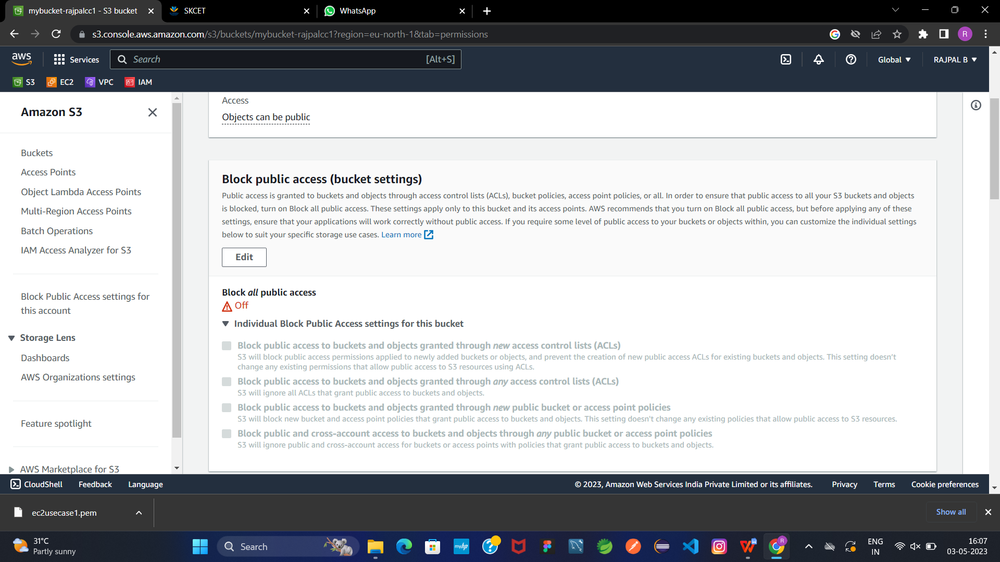 mybucket-rajpalcc1 - S3 bucket
SKCET
WhatsApp
s3.console.aws.amazon.com/s3/buckets/mybucket-rajpalcc1?region=eu-north-1&tab=permissions
R
aws
Services
Search
[Alt+S]
Global
RAJPAL B
S3
EC2
VPC
IAM
Amazon S3
Buckets
Access Points
Object Lambda Access Points
Multi-Region Access Points
Batch Operations
IAM Access Analyzer for S3
Block Public Access settings for
this account
Storage Lens
Dashboards
AWS Organizations settings
Feature spotlight
AWS Marketplace for S3
Access
Objects can be public
Block public access (bucket settings)
Public access is granted to buckets and objects through access control lists (ACLs), bucket policies, access point policies, or all. In order to ensure that public access to all your S3 buckets and objects
is blocked, turn on Block all public access. These settings apply only to this bucket and its access points. AWS recommends that you turn on Block all public access, but before applying any of these
settings, ensure that your applications will work correctly without public access. If you require some level of public access to your buckets or objects within, you can customize the individual settings
below to suit your specific storage use cases. Learn more
Edit
Block all public access
Off
Individual Block Public Access settings for this bucket
Block public access to buckets and objects granted through new access control lists (ACLs)
S3 will block public access permissions applied to newly added buckets or objects, and prevent the creation of new public access ACLs for existing buckets and objects. This setting doesn't
change any existing permissions that allow public access to S3 resources using ACLs.
Block public access to buckets and objects granted through any access control lists (ACLs)
S3 will ignore all ACLs that grant public access to buckets and objects.
Block public access to buckets and objects granted through new public bucket or access point policies
S3 will block new bucket and access point policies that grant public access to buckets and objects. This setting doesn't change any existing policies that allow public access to S3 resources.
Block public and cross-account access to buckets and objects through any public bucket or access point policies
S3 will ignore public and cross-account access for buckets or access points with policies that grant public access to buckets and objects.
CloudShell
Feedback
Language
© 2023, Amazon Web Services India Private Limited or its affiliates.
Privacy
Terms
Cookie preferences
ec2usecase1.pem
Show all
31°C
Partly sunny
Search
myhp
R
ENG
IN
16:07
03-05-2023